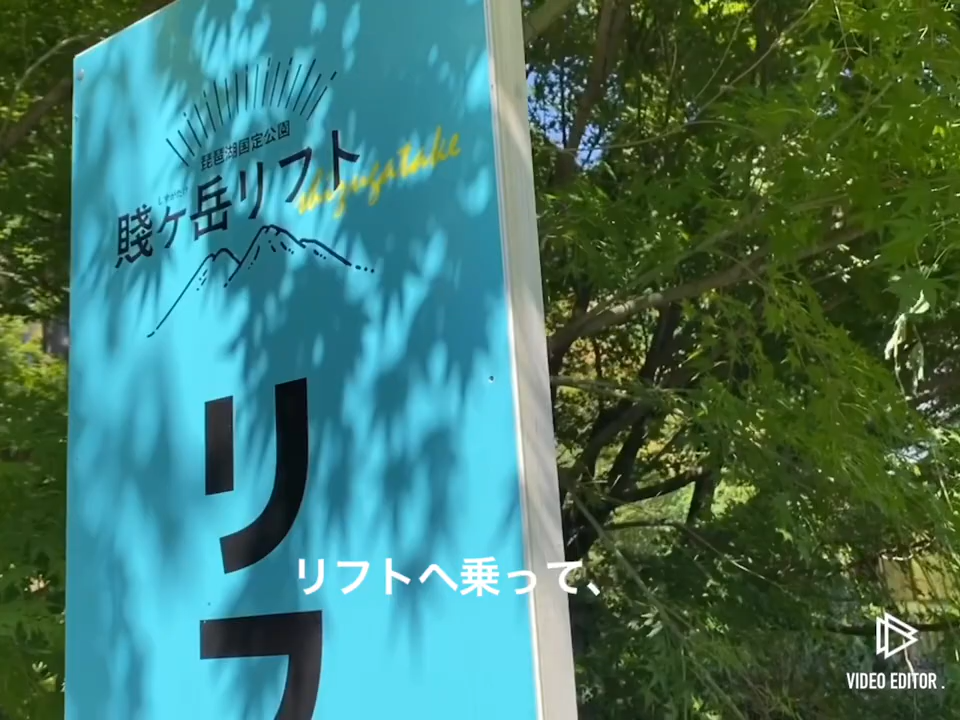 琵琶湖国定公園
しずがたけ
賤ケ岳リフト
shizugatake
リフ
リフトへ乗って、
VIDEO EDITOR.